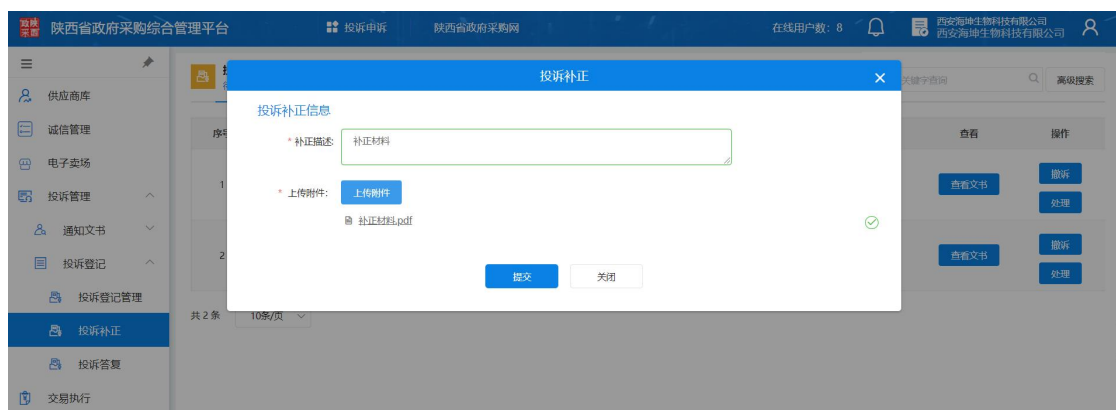 陕西省政府采购综合管理平台
投诉申诉
陕西省政府采购网
在线用户数：8
西安海坤生物科技有限公司
西安海坤生物科技有限公司
供应商库
诚信管理
电子卖场
投诉管理
通知文书
投诉登记
投诉登记管理
投诉补正
投诉答复
交易执行
关键字查询
高级搜索
投诉补正
投诉补正信息
* 补正描述:
补正材料
* 上传附件:
上传附件
补正材料.pdf
提交
关闭
查看
操作
1
查看文书
撤诉
处理
2
查看文书
撤诉
处理
共 2 条
10条/页